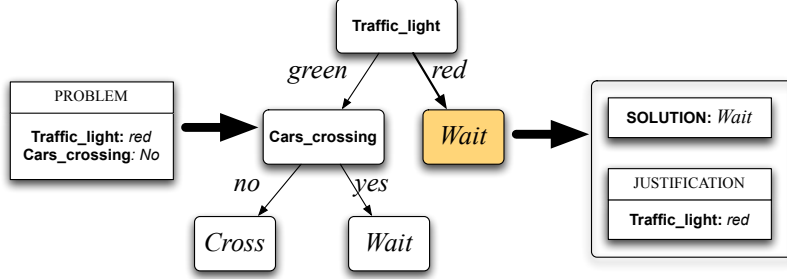 Traffic_light
green
red
PROBLEM
Traffic_light: red
Cars_crossing: No
Cars_crossing
Wait
SOLUTION: Wait
JUSTIFICATION
Traffic_light: red
no
yes
Cross
Wait